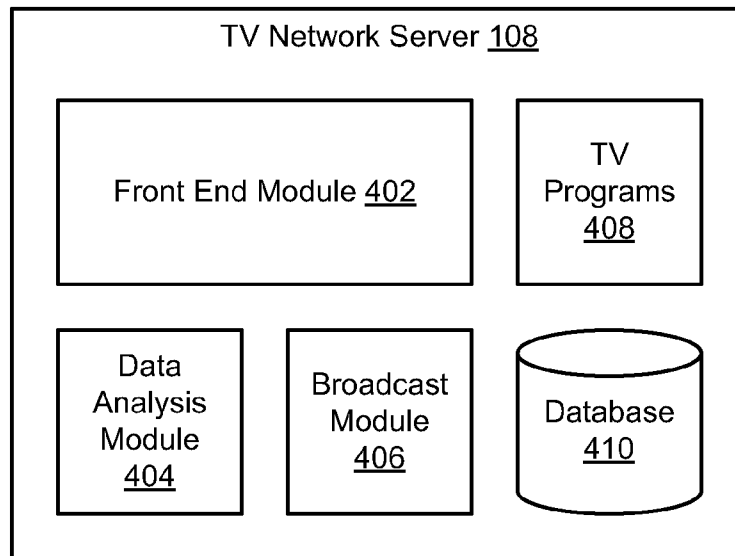 TV Network Server 108
Front End Module 402
TV
Programs
408
Data
Analysis
Module
404
Broadcast
Module
406
Database
410